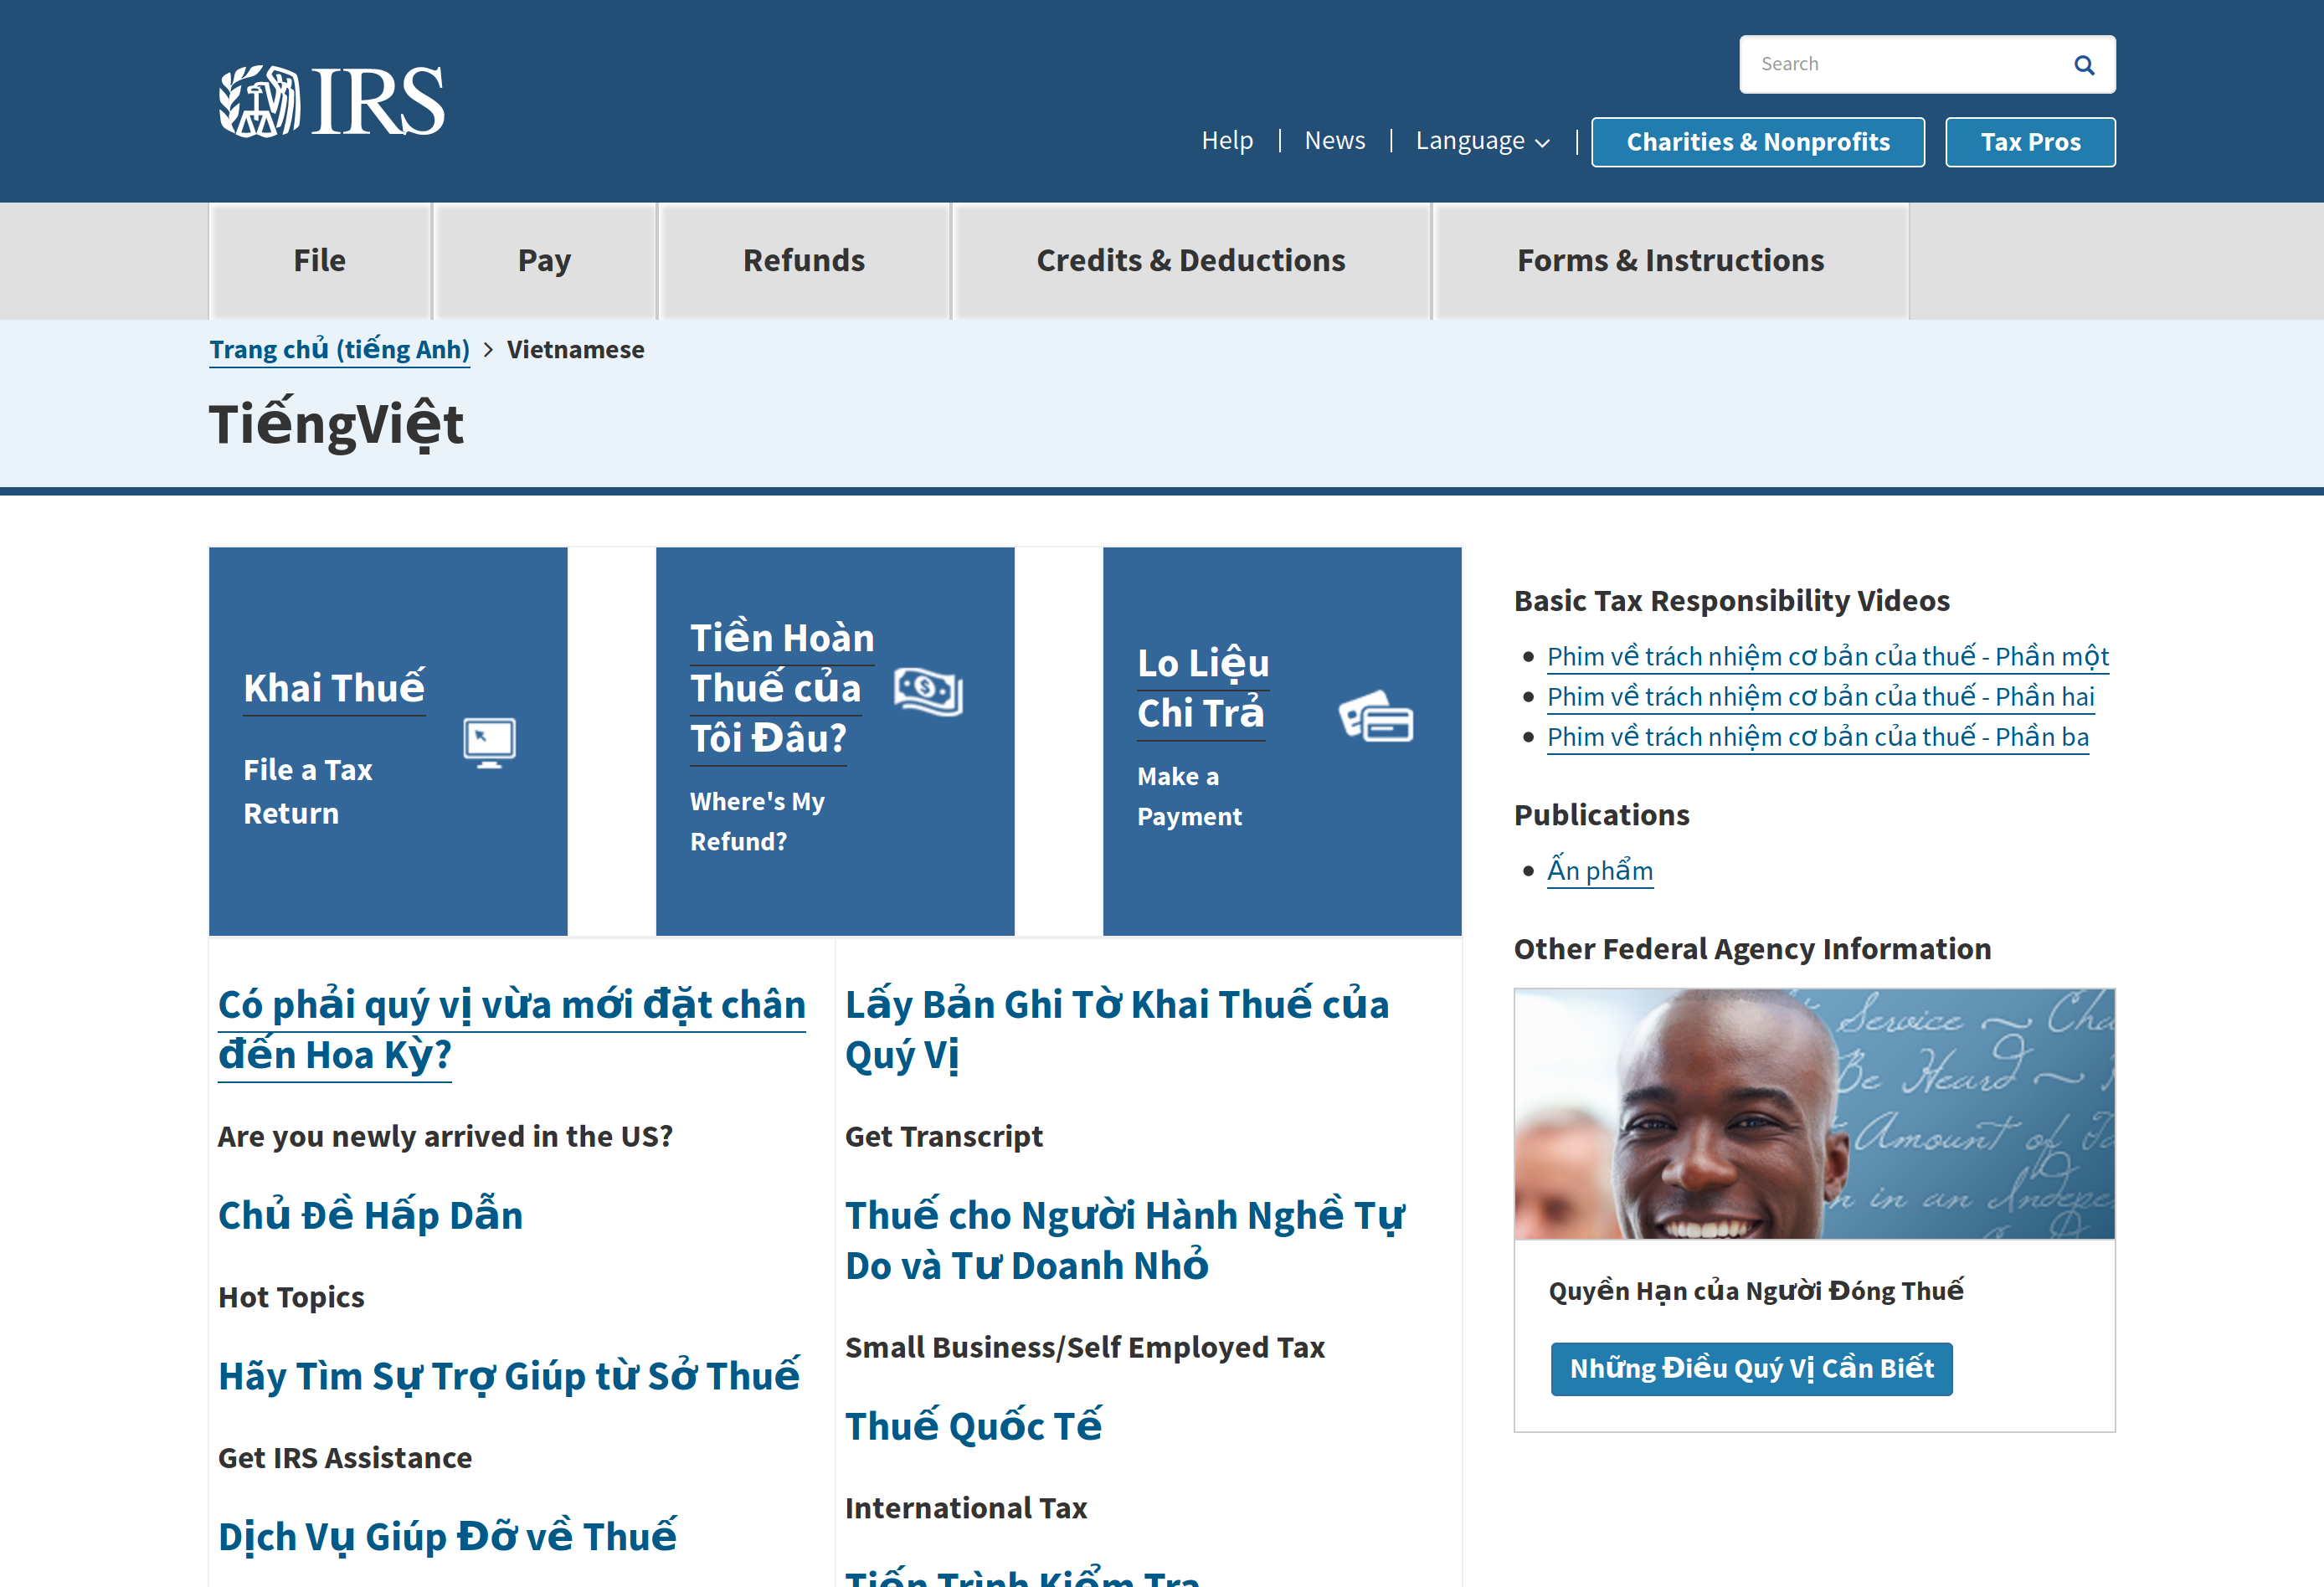 IRS
Search
Help
News
Language
Charities & Nonprofits
Tax Pros
File
Pay
Refunds
Credits & Deductions
Forms & Instructions
Trang chủ (tiếng Anh)
Vietnamese
TiếngViệt
Khai Thuế
File a Tax
Return
Tiền Hoàn
Thuế của
Tôi Đâu?
Where's My
Refund?
Lo Liệu
Chi Trả
Make a
Payment
Có phải quý vị vừa mới đặt chân
đến Hoa Kỳ?
Are you newly arrived in the US?
Chủ Đề Hấp Dẫn
Hot Topics
Hãy Tìm Sự Trợ Giúp từ Sở Thuế
Get IRS Assistance
Dịch Vụ Giúp Đỡ về Thuế
Lấy Bản Ghi Tờ Khai Thuế của
Quý Vị
Get Transcript
Thuế cho Người Hành Nghề Tự
Do và Tư Doanh Nhỏ
Small Business/Self Employed Tax
Thuế Quốc Tế
International Tax
Tiến Trình Kiểm Tra
Basic Tax Responsibility Videos
Phim về trách nhiệm cơ bản của thuế - Phần một
Phim về trách nhiệm cơ bản của thuế - Phần hai
Phim về trách nhiệm cơ bản của thuế - Phần ba
Publications
Ấn phẩm
Other Federal Agency Information
Service ~
Be Heard ~
Amount of
in an
Quyền Hạn của Người Đóng Thuế
Những Điều Quý Vị Cần Biết